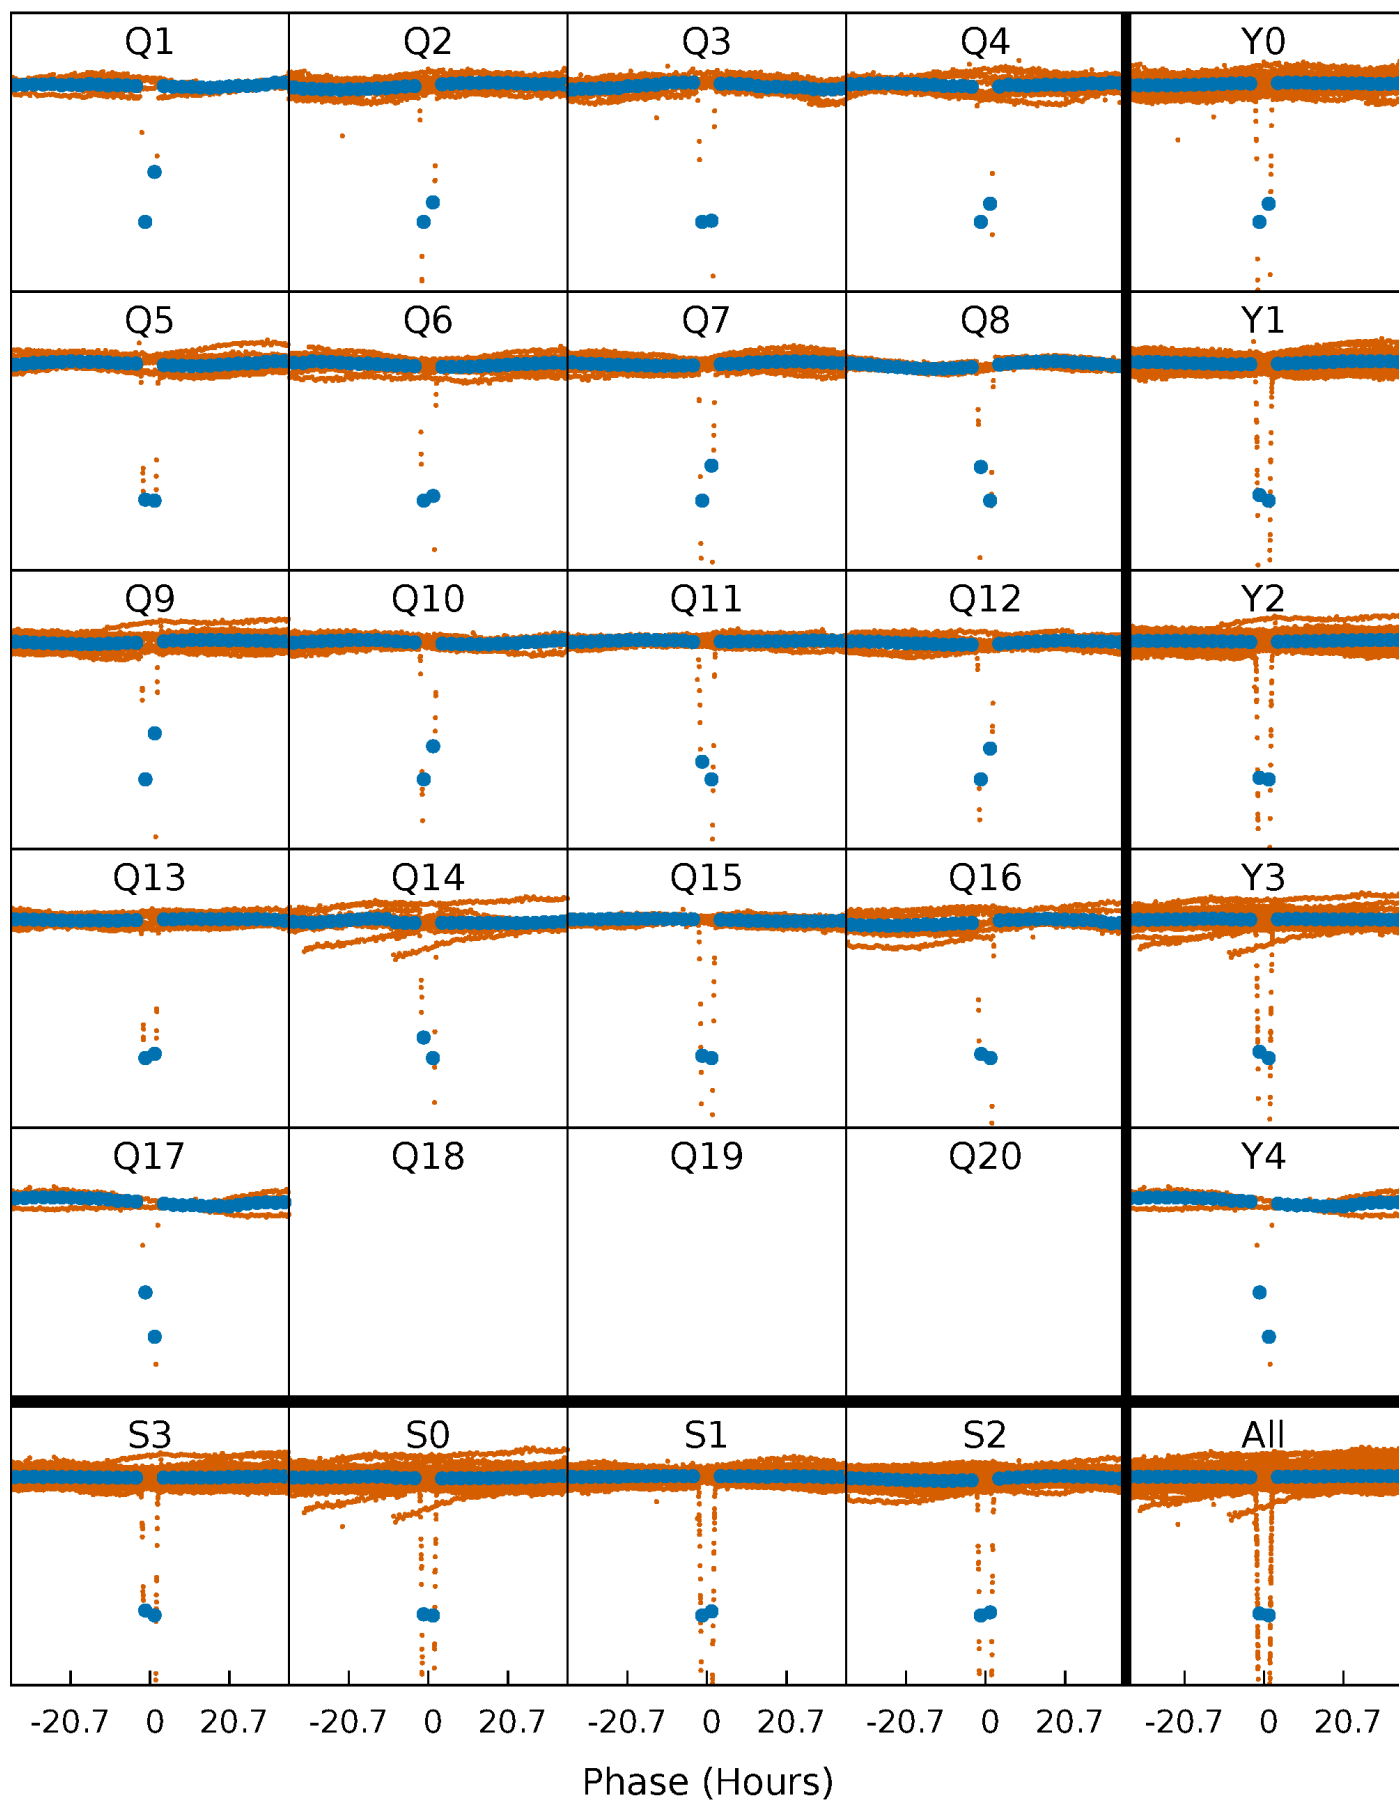 Q1 Q2 Q3 Q4 Y0
Q5 Q6 Q7 Q8 Y1
Q9 Q10 Q11 Q12 Y2
Q13 Q14 Q15 Q16 Y3
Q17 Q18 Q19 Q20 Y4
S3 S0 S1 S2 All
-20.7 0 20.7 -20.7 0 20.7 -20.7 0 20.7 -20.7 0 20.7 -20.7 0 20.7
Phase (Hours)